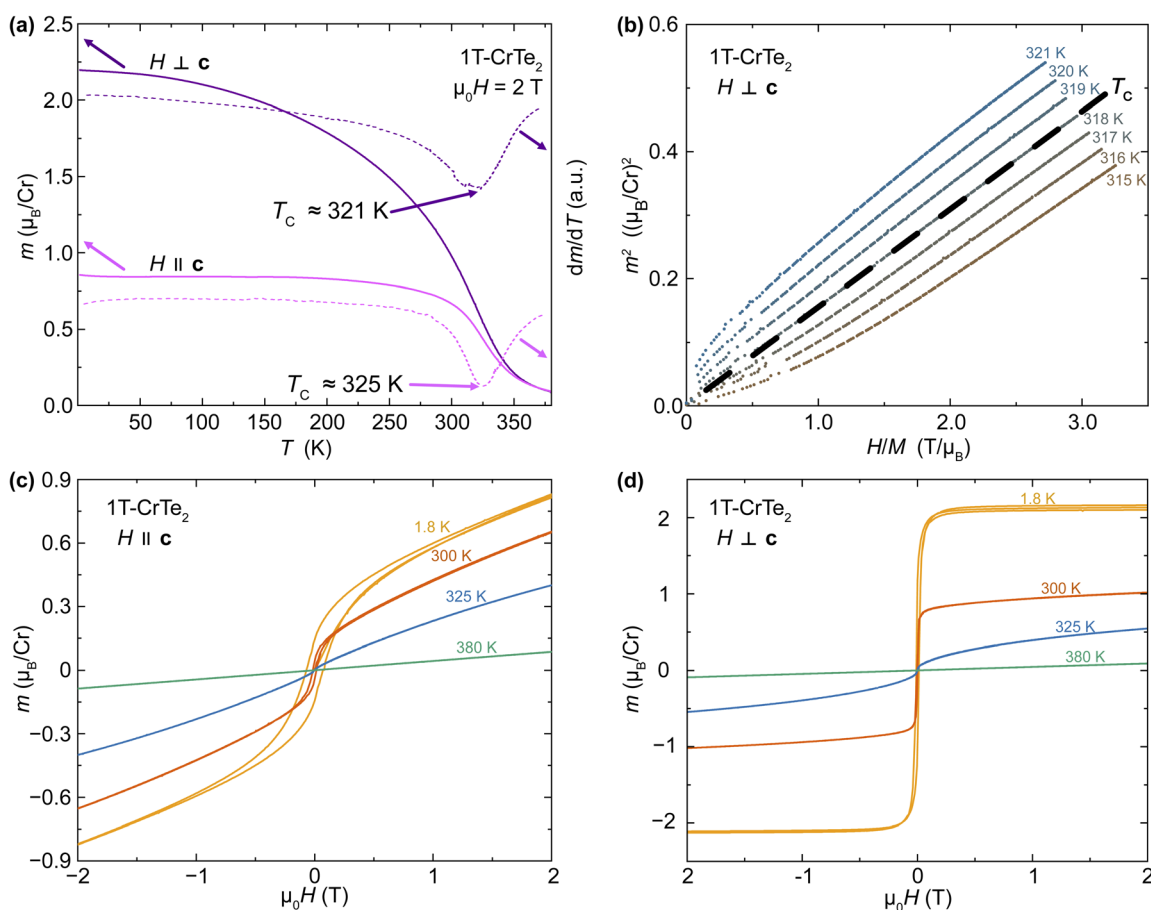 (a)
2.5
2.0
1.5
1.0
0.5
0.0
m (μB/Cr)
H ⊥ c
1T-CrTe2
μ0H = 2 T
TC ≈ 321 K
H || c
TC ≈ 325 K
dm/dT (a.u.)
50 100 150 200 250 300 350
T (K)
(b)
0.6
0.4
0.2
0.0
m2 ((μB/Cr)2
1T-CrTe2
H ⊥ c
321 K
320 K
319 K
TC
318 K
317 K
316 K
315 K
0 1.0 2.0 3.0
H/M (T/μB)
(c)
0.9
0.6
0.3
0
−0.3
−0.6
−0.9
m (μB/Cr)
1T-CrTe2
H || c
1.8 K
300 K
325 K
380 K
−2 −1 0 1 2
μ0H (T)
(d)
2
1
0
−1
−2
m (μB/Cr)
1T-CrTe2
H ⊥ c
1.8 K
300 K
325 K
380 K
2 −1 0 1 2
μ0H (T)